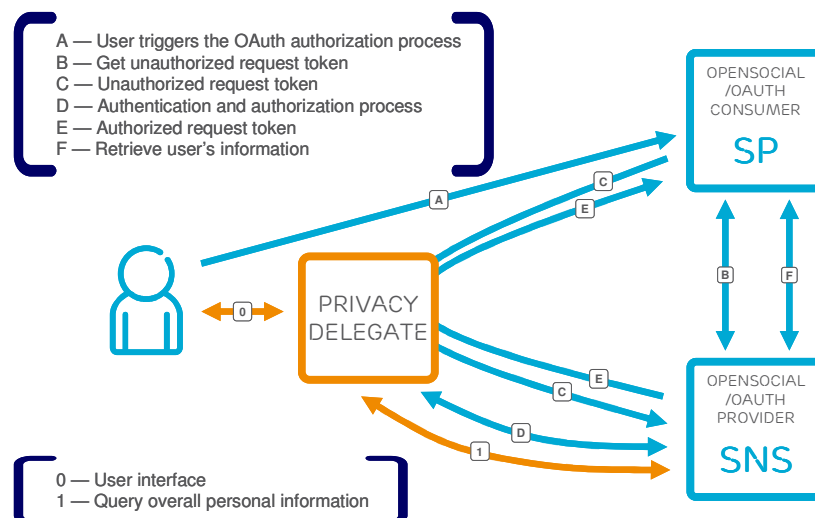 A — User triggers the OAuth authorization process
B — Get unauthorized request token
C — Unauthorized request token
D — Authentication and authorization process
E — Authorized request token
F — Retrieve user's information
OPENSOCIAL
/OAUTH
CONSUMER
SP
A
C
E
B
F
0
PRIVACY
DELEGATE
E
C
D
1
OPENSOCIAL
/OAUTH
PROVIDER
SNS
0 — User interface
1 — Query overall personal information